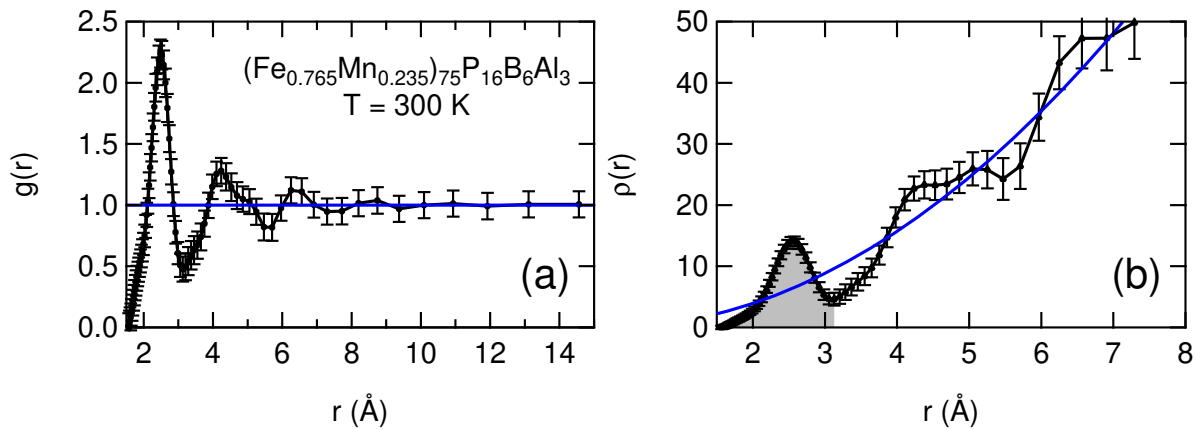 2.5
2.0
1.5
1.0
0.5
0.0
g(r)
(Fe0.765Mn0.235)75P16B6Al3
T = 300 K
(a)
2 4 6 8 10 12 14
r (Å)
50
40
30
20
10
0
ρ(r)
(b)
2 3 4 5 6 7 8
r (Å)